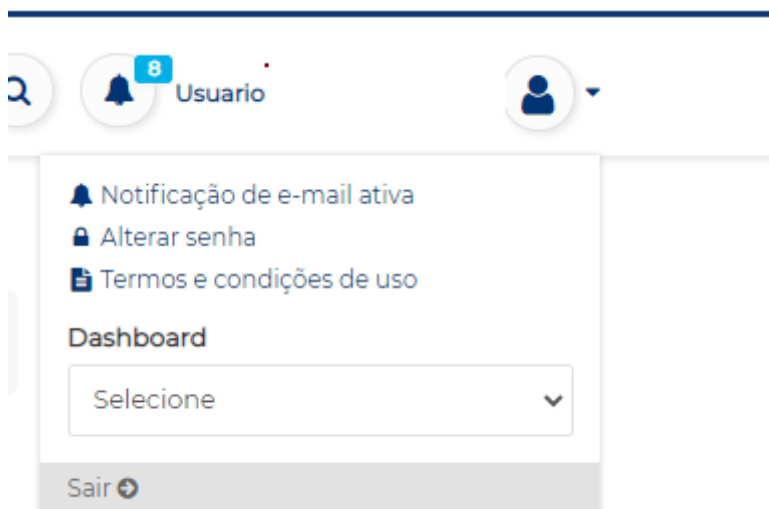 8
Usuario
Notificação de e-mail ativa
Alterar senha
Termos e condições de uso
Dashboard
Selecione
Sair